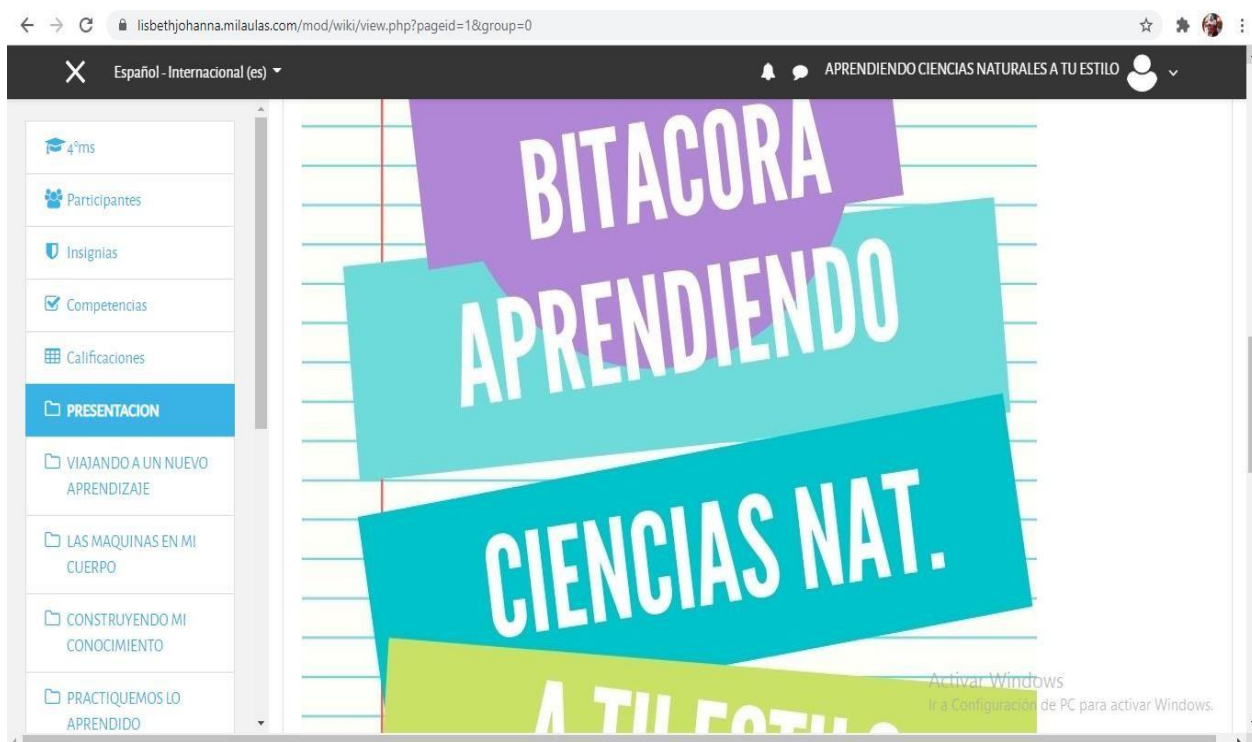 lisbethjohanna.milaulas.com/mod/wiki/view.php?pageid=1&group=0
Español - Internacional (es)
APRENDIENDO CIENCIAS NATURALES A TU ESTILO
4°ms
Participantes
Insignias
Competencias
Calificaciones
PRESENTACION
VIAJANDO A UN NUEVO
APRENDIZAJE
LAS MAQUINAS EN MI
CUERPO
CONSTRUYENDO MI
CONOCIMIENTO
PRACTIQUEMOS LO
APRENDIDO
BITACORA
APRENDIENDO
CIENCIAS NAT.
A TU ESTILO
Activar Windows
Ir a Configuración de PC para activar Windows.